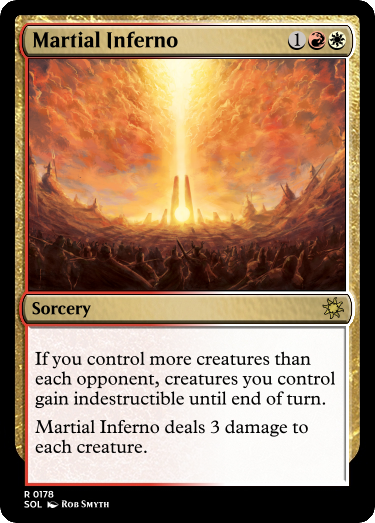 Martial Inferno 1
Sorcery
If you control more creatures than
each opponent, creatures you control
gain indestructible until end of turn.
Martial Inferno deals 3 damage to
each creature.
R 0178
SOL Rob Smyth